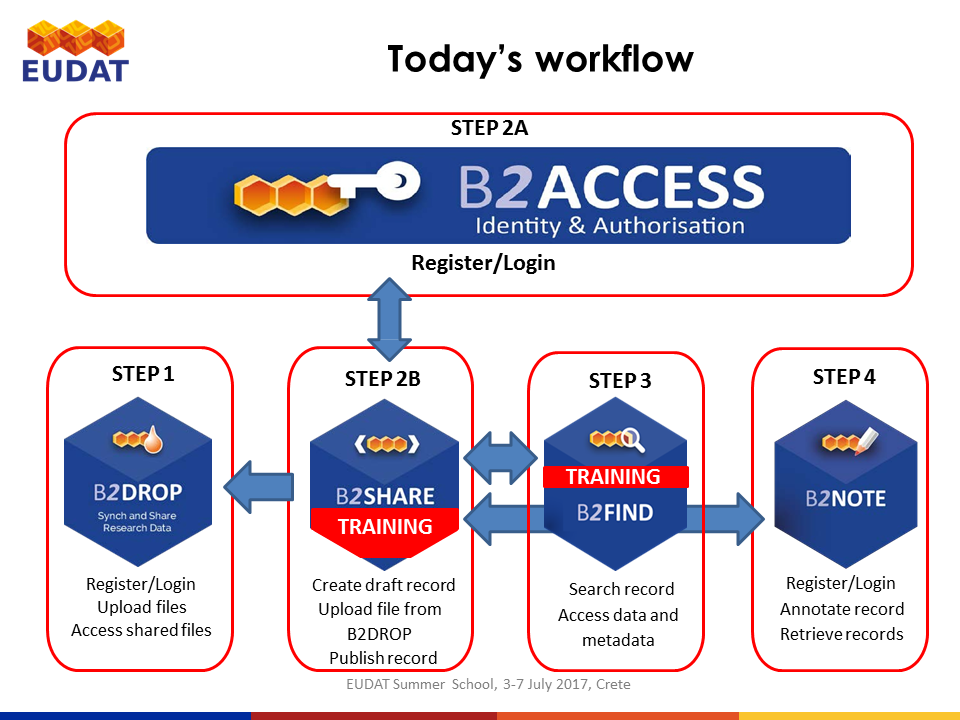 EUDAT
Today’s workflow
STEP 2A
B2ACCESS
Identity & Authorisation
Register/Login
STEP 1
B2DROP
Synch and Share
Research Data
Register/Login
Upload files
Access shared files
STEP 2B
B2SHARE
TRAINING
Create draft record
Upload file from
B2DROP
Publish record
STEP 3
TRAINING
B2FIND
Search record
Access data and
metadata
STEP 4
B2NOTE
Register/Login
Annotate record
Retrieve records
EUDAT Summer School, 3-7 July 2017, Crete